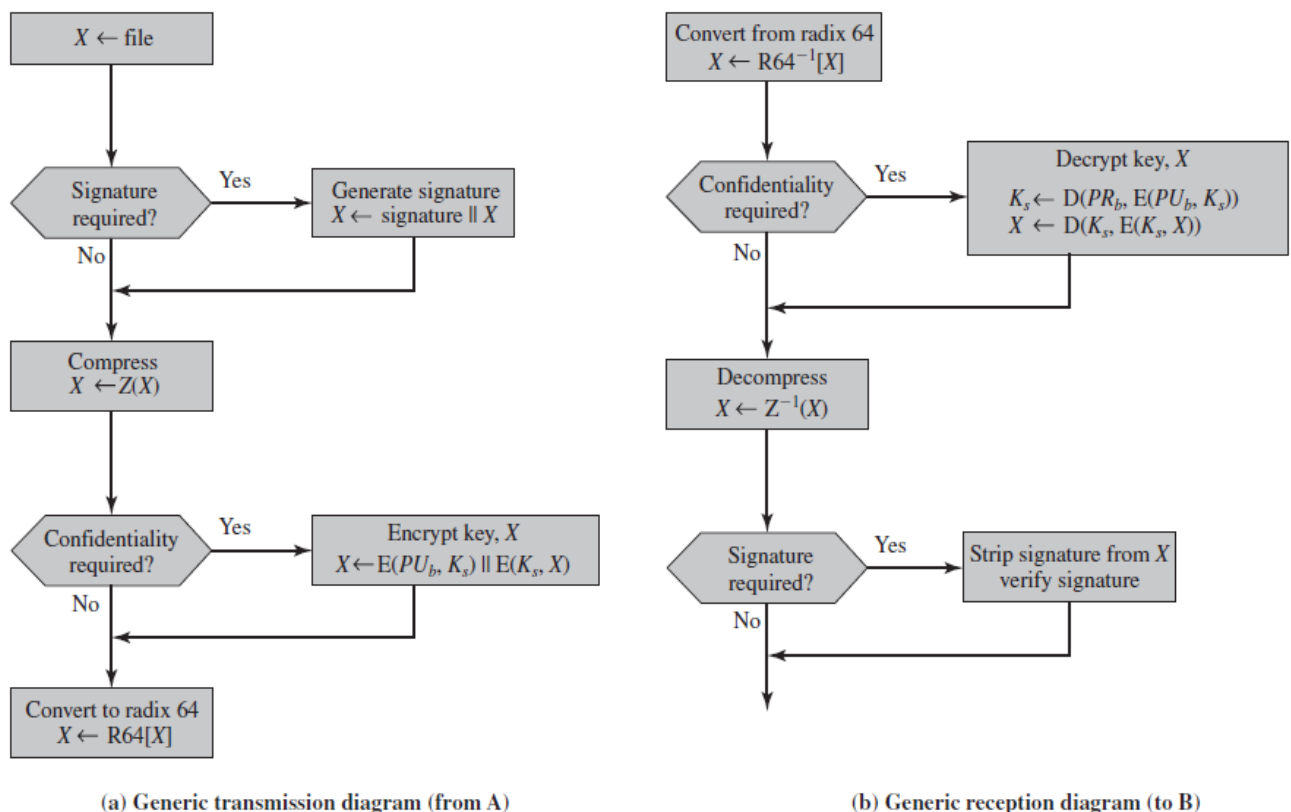 X ← file
Signature
required?
Yes
Generate signature
X ← signature || X
No
Compress
X ←Z(X)
Confidentiality
required?
Yes
Encrypt key, X
X←E(PU_b, K_s) || E(K_s, X)
No
Convert to radix 64
X ← R64[X]
(a) Generic transmission diagram (from A)
Convert from radix 64
X ← R64⁻¹[X]
Confidentiality
required?
Yes
Decrypt key, X
K_s ← D(PR_b, E(PU_b, K_s))
X ← D(K_s, E(K_s, X))
No
Decompress
X ← Z⁻¹(X)
Signature
required?
Yes
Strip signature from X
verify signature
No
(b) Generic reception diagram (to B)